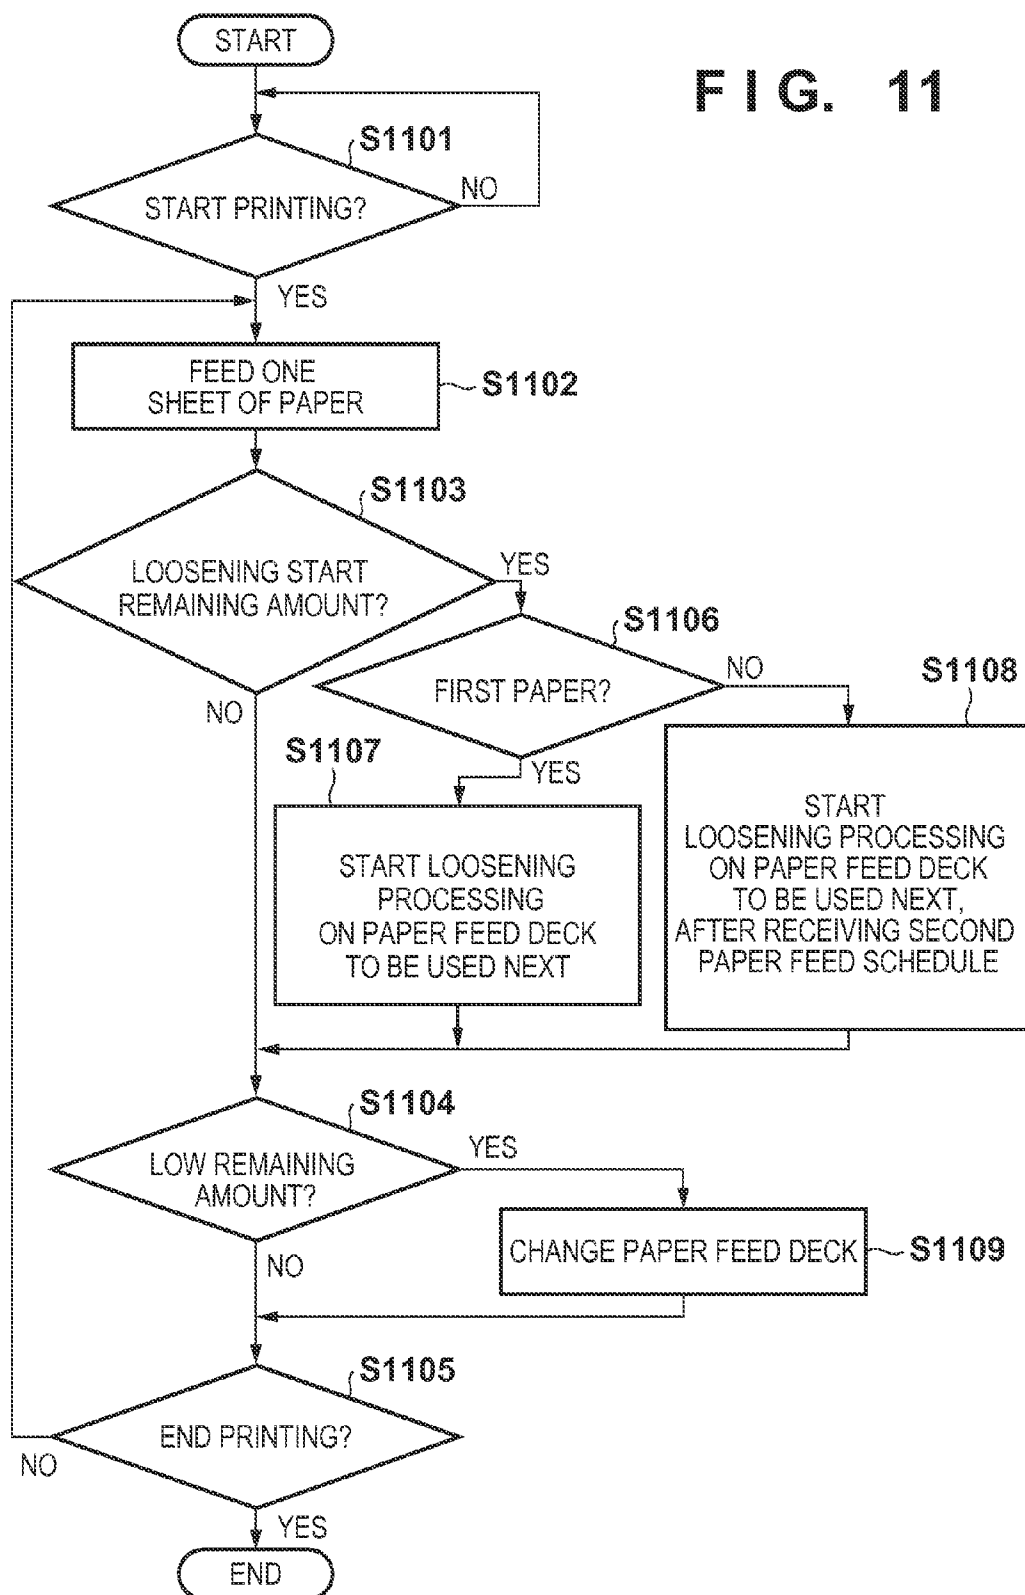 START
F I G. 11
S1101
START PRINTING?
NO
YES
FEED ONE
SHEET OF PAPER
S1102
S1103
LOOSENING START
REMAINING AMOUNT?
YES
NO
S1106
FIRST PAPER?
NO
YES
S1108
START
LOOSENING PROCESSING
ON PAPER FEED DECK
TO BE USED NEXT,
AFTER RECEIVING SECOND
PAPER FEED SCHEDULE
S1107
START LOOSENING
PROCESSING
ON PAPER FEED DECK
TO BE USED NEXT
S1104
LOW REMAINING
AMOUNT?
YES
NO
CHANGE PAPER FEED DECK
S1109
S1105
END PRINTING?
NO
YES
END